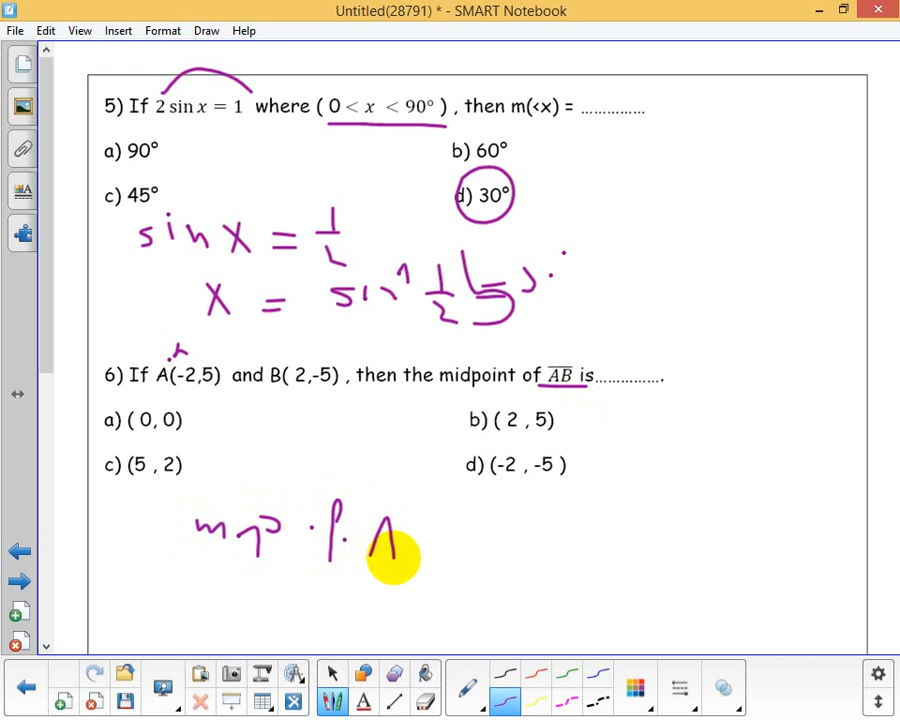 Untitled(28791) * - SMART Notebook
File Edit View Insert Format Draw Help
5) If 2 sin x = 1 where ( 0 < x < 90° ) , then m(<x) = ...............
a) 90° b) 60°
c) 45° d) 30°
sin X = 1/2
X = sin⁻¹ 1/2
6) If A(-2,5) and B( 2,-5) , then the midpoint of A̅B̅ is...............
a) ( 0, 0) b) ( 2 , 5)
c) (5 , 2) d) (-2 , -5 )